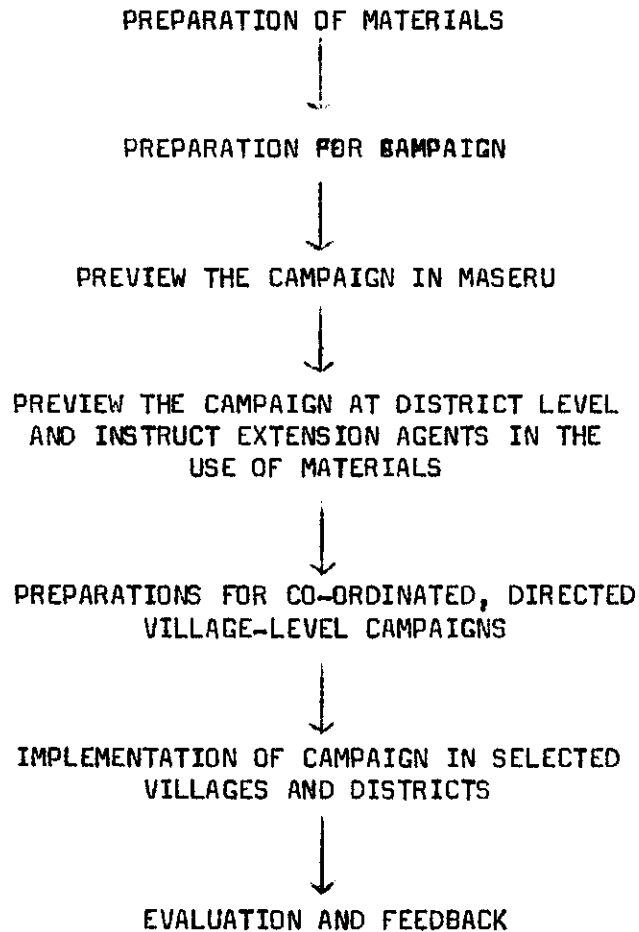 PREPARATION OF MATERIALS
PREPARATION FOR CAMPAIGN
PREVIEW THE CAMPAIGN IN MASERU
PREVIEW THE CAMPAIGN AT DISTRICT LEVEL
AND INSTRUCT EXTENSION AGENTS IN THE
USE OF MATERIALS
PREPARATIONS FOR CO-ORDINATED, DIRECTED
VILLAGE-LEVEL CAMPAIGNS
IMPLEMENTATION OF CAMPAIGN IN SELECTED
VILLAGES AND DISTRICTS
EVALUATION AND FEEDBACK